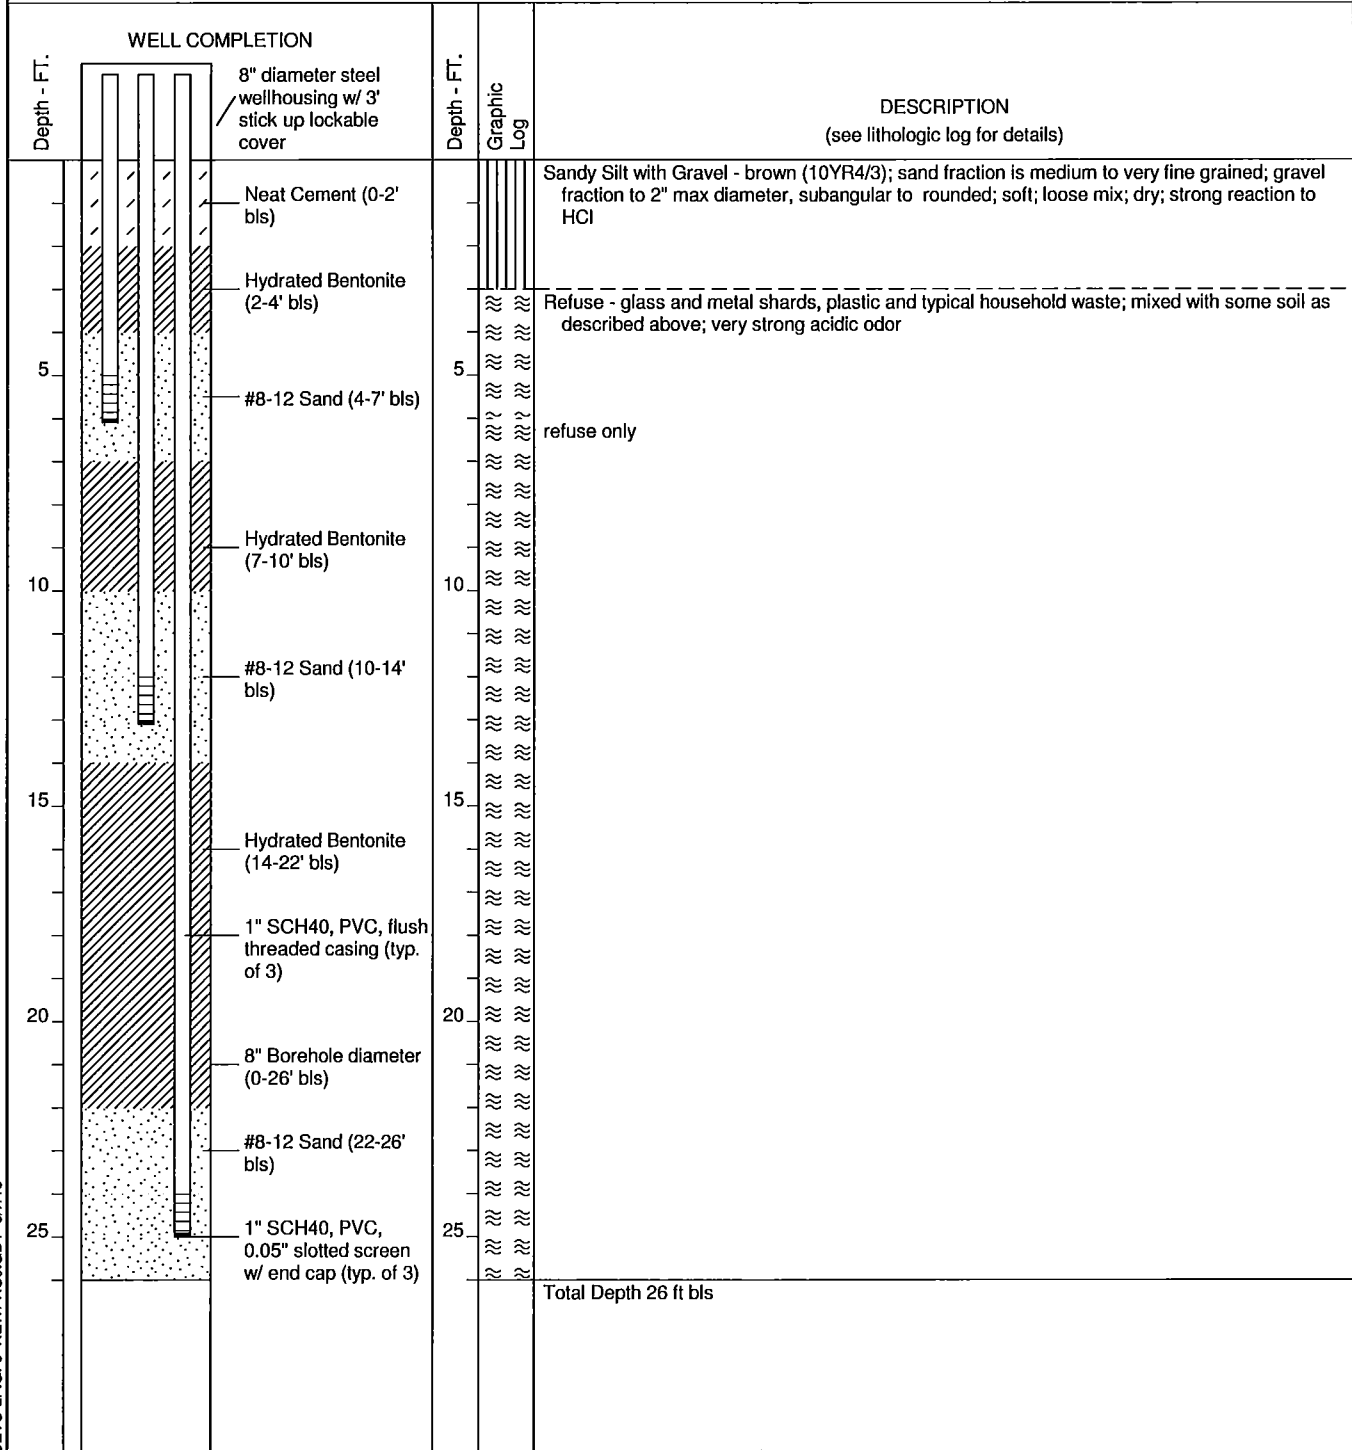 WELL COMPLETION
Depth - FT.
8" diameter steel
wellhousing w/ 3'
stick up lockable
cover
Depth - FT.
Graphic
Log
DESCRIPTION
(see lithologic log for details)
Neat Cement (0-2'
bls)
Hydrated Bentonite
(2-4' bls)
#8-12 Sand (4-7' bls)
Hydrated Bentonite
(7-10' bls)
#8-12 Sand (10-14'
bls)
Hydrated Bentonite
(14-22' bls)
1" SCH40, PVC, flush
threaded casing (typ.
of 3)
8" Borehole diameter
(0-26' bls)
#8-12 Sand (22-26'
bls)
1" SCH40, PVC,
0.05" slotted screen
w/ end cap (typ. of 3)
5
10
15
20
25
5
10
15
20
25
Sandy Silt with Gravel - brown (10YR4/3); sand fraction is medium to very fine grained; gravel
fraction to 2" max diameter, subangular to rounded; soft; loose mix; dry; strong reaction to
HCl
Refuse - glass and metal shards, plastic and typical household waste; mixed with some soil as
described above; very strong acidic odor
refuse only
Total Depth 26 ft bls